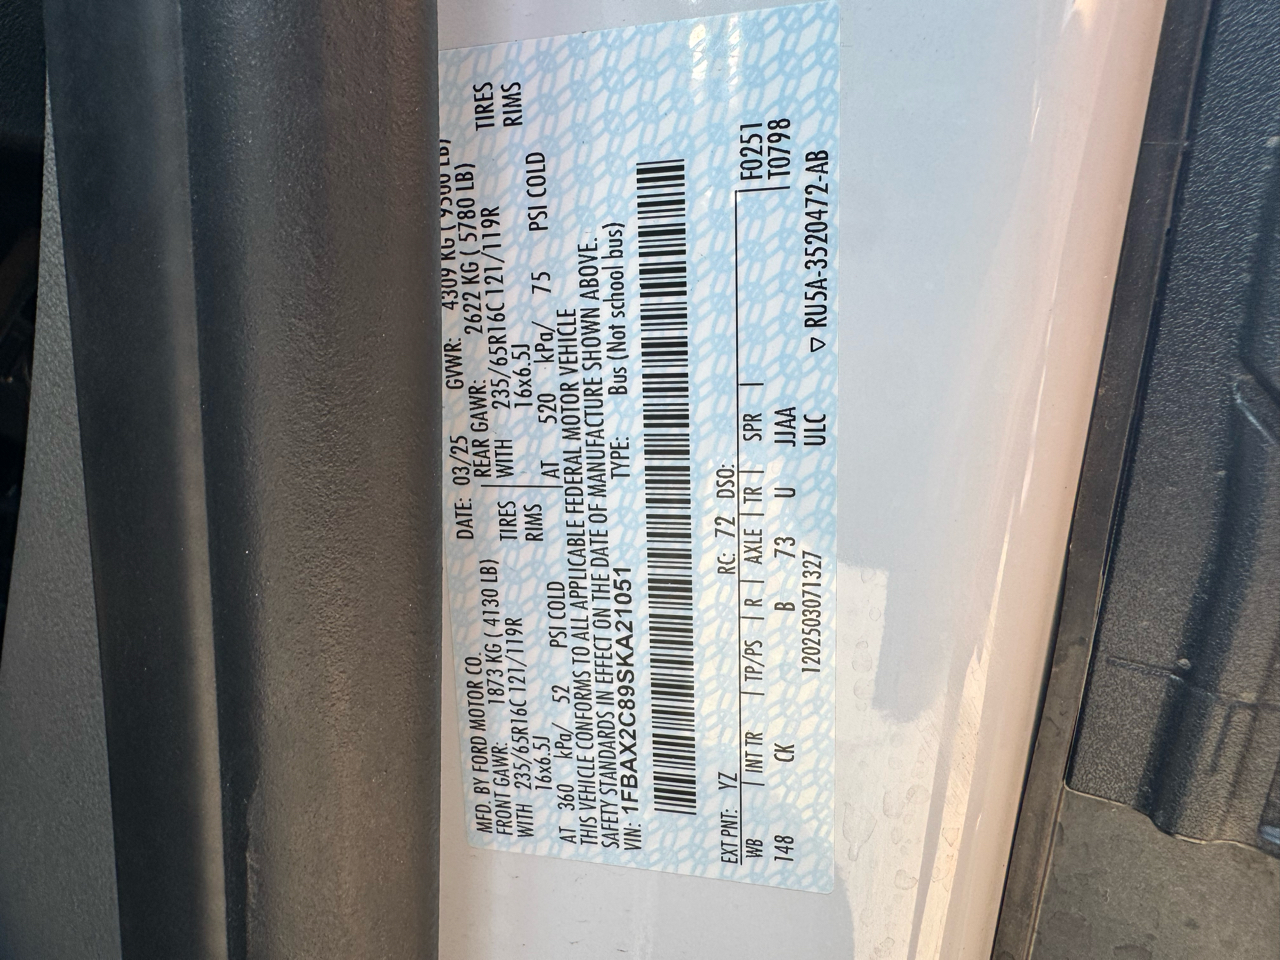 MFD. BY FORD MOTOR CO. DATE: 03/25 GVWR: 4309 KG ( 9500 LB)
FRONT GAWR: 1873 KG ( 4130 LB) REAR GAWR: 2622 KG ( 5780 LB)
WITH 235/65R16C 121/119R TIRES WITH 235/65R16C 121/119R TIRES
16x6.5J RIMS 16x6.5J RIMS
AT 360 kPa/ 52 PSI COLD AT 520 kPa/ 75 PSI COLD
THIS VEHICLE CONFORMS TO ALL APPLICABLE FEDERAL MOTOR VEHICLE
SAFETY STANDARDS IN EFFECT ON THE DATE OF MANUFACTURE SHOWN ABOVE.
VIN: 1FBAX2C89SKA21051 TYPE: Bus (Not school bus)
EXT PNT: YZ RC: 72 DSO: F0251
WB INT TR TP/PS R AXLE TR SPR T0798
148 CK B 73 U JJAA
1202503071327 ULC ▽ RU5A-3520472-AB